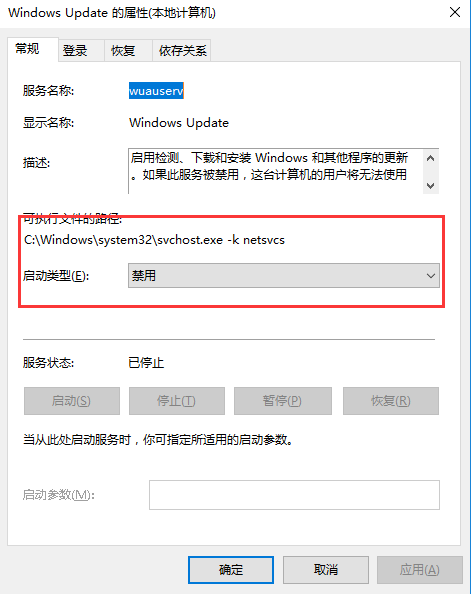 Windows Update 的属性(本地计算机)
常规 登录 恢复 依存关系
服务名称: wuauserv
显示名称: Windows Update
描述: 启用检测、下载和安装 Windows 和其他程序的更新
。如果此服务被禁用，这台计算机的用户将无法使用
可执行文件的路径:
C:\Windows\system32\svchost.exe -k netsvcs
启动类型(E): 禁用
服务状态: 已停止
启动(S) 停止(T) 暂停(P) 恢复(R)
当从此处启动服务时，你可指定所适用的启动参数。
启动参数(M):
确定 取消 应用(A)